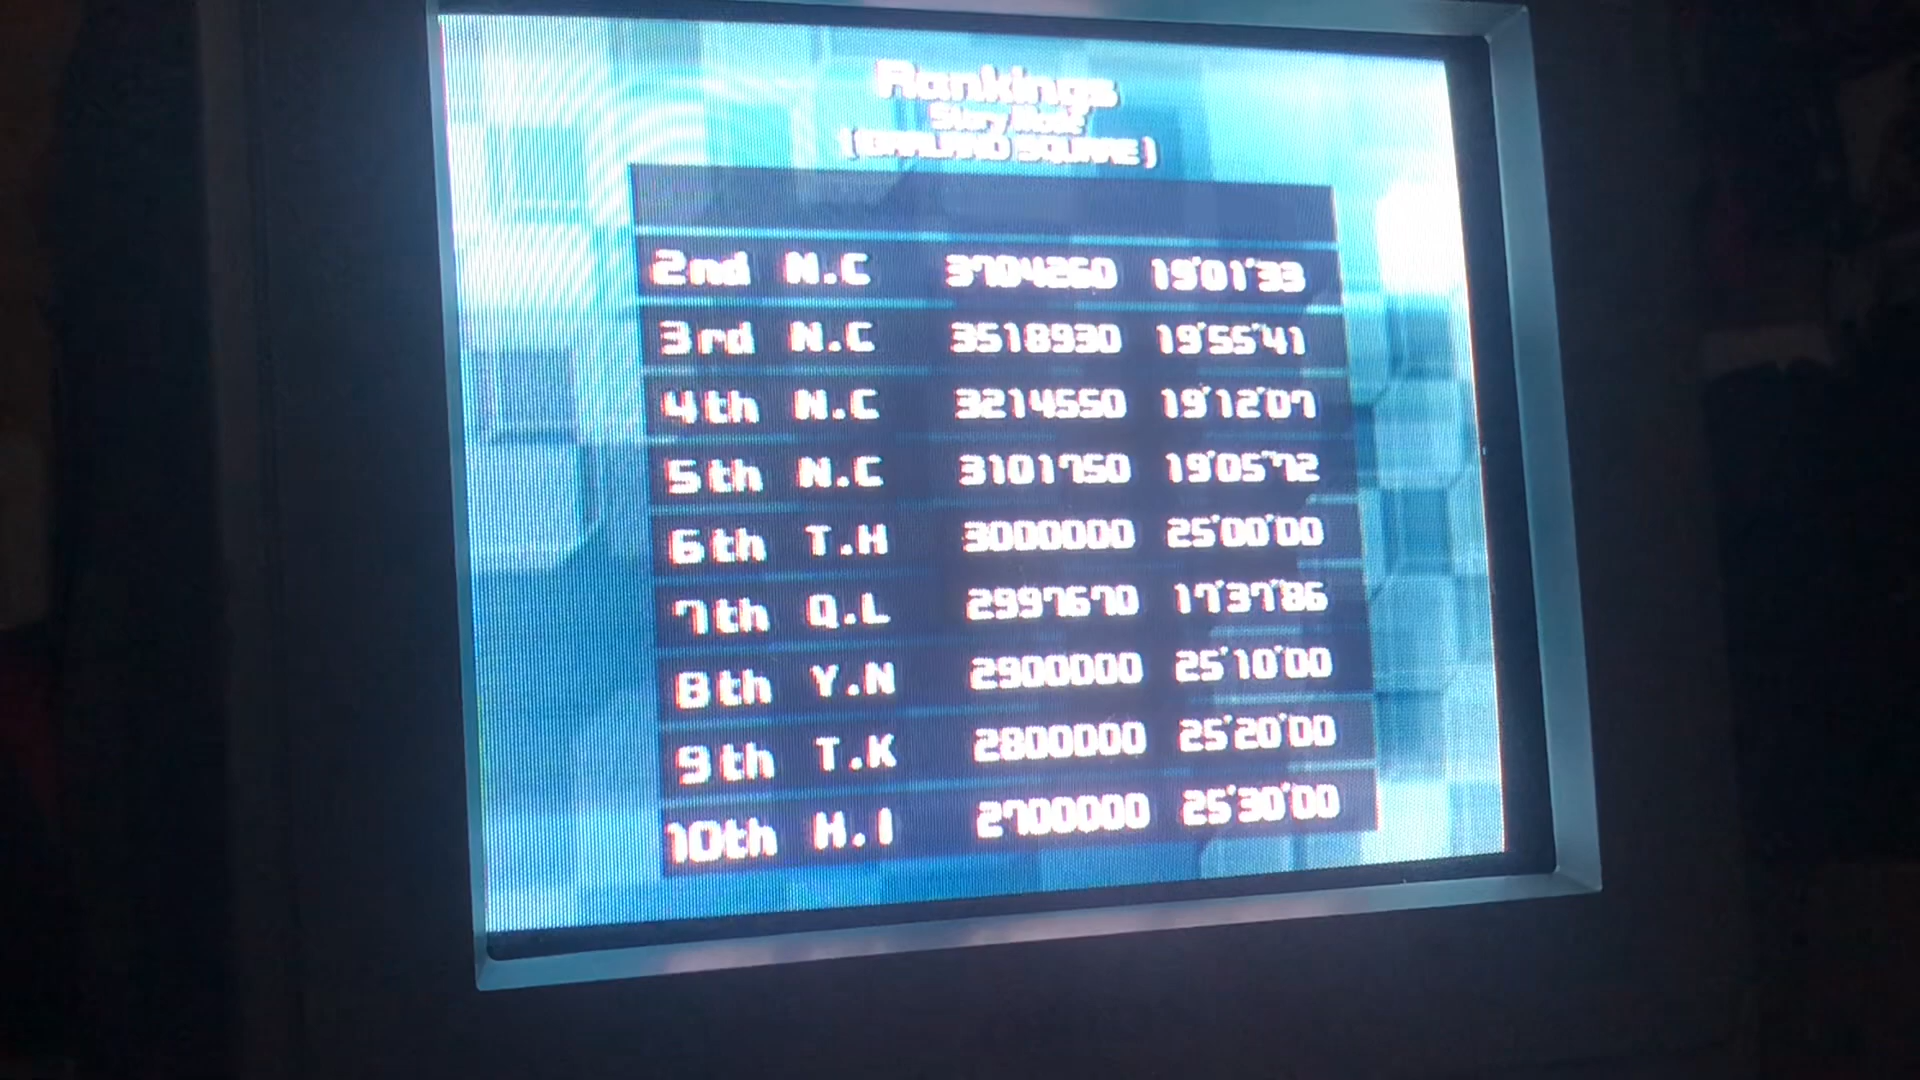 Rankings
Story Mode
2nd N.C 3704260 19'01"33
3rd N.C 3518930 19'55"41
4th N.C 3214550 19'12"07
5th N.C 3101750 19'05"72
6th T.H 3000000 25'00"00
7th Q.L 2997670 17'37"86
8th Y.N 2900000 25'10"00
9th T.K 2800000 25'20"00
10th H.I 2700000 25'30"00